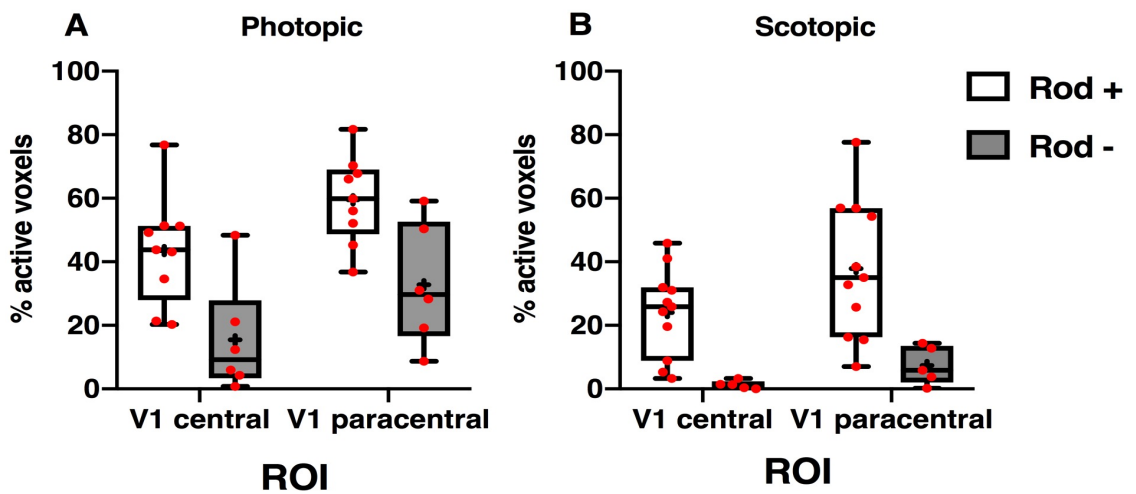 A Photopic
100
80
60
40
20
0
% active voxels
V1 central V1 paracentral
ROI
B Scotopic
100
80
60
40
20
0
% active voxels
V1 central V1 paracentral
ROI
Rod +
Rod -